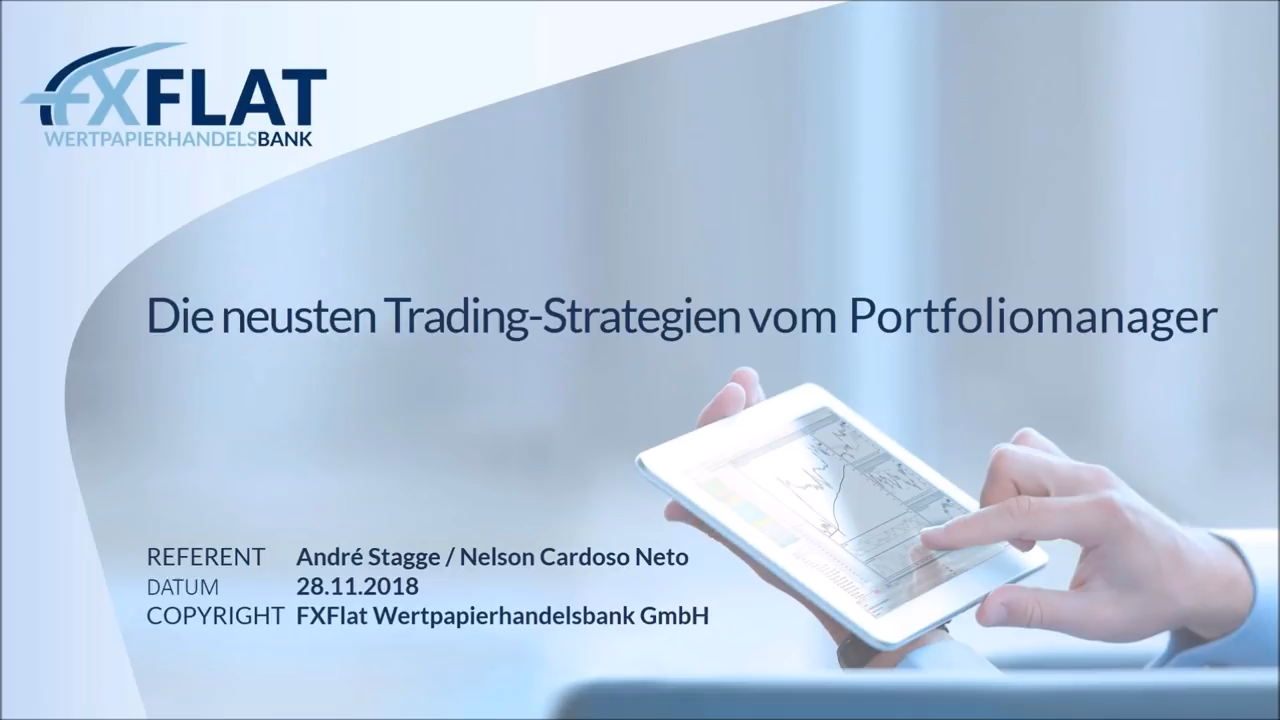 FXFLAT
WERTPAPIERHANDELSBANK
Die neusten Trading-Strategien vom Portfoliomanager
REFERENT André Stagge / Nelson Cardoso Neto
DATUM 28.11.2018
COPYRIGHT FXFlat Wertpapierhandelsbank GmbH